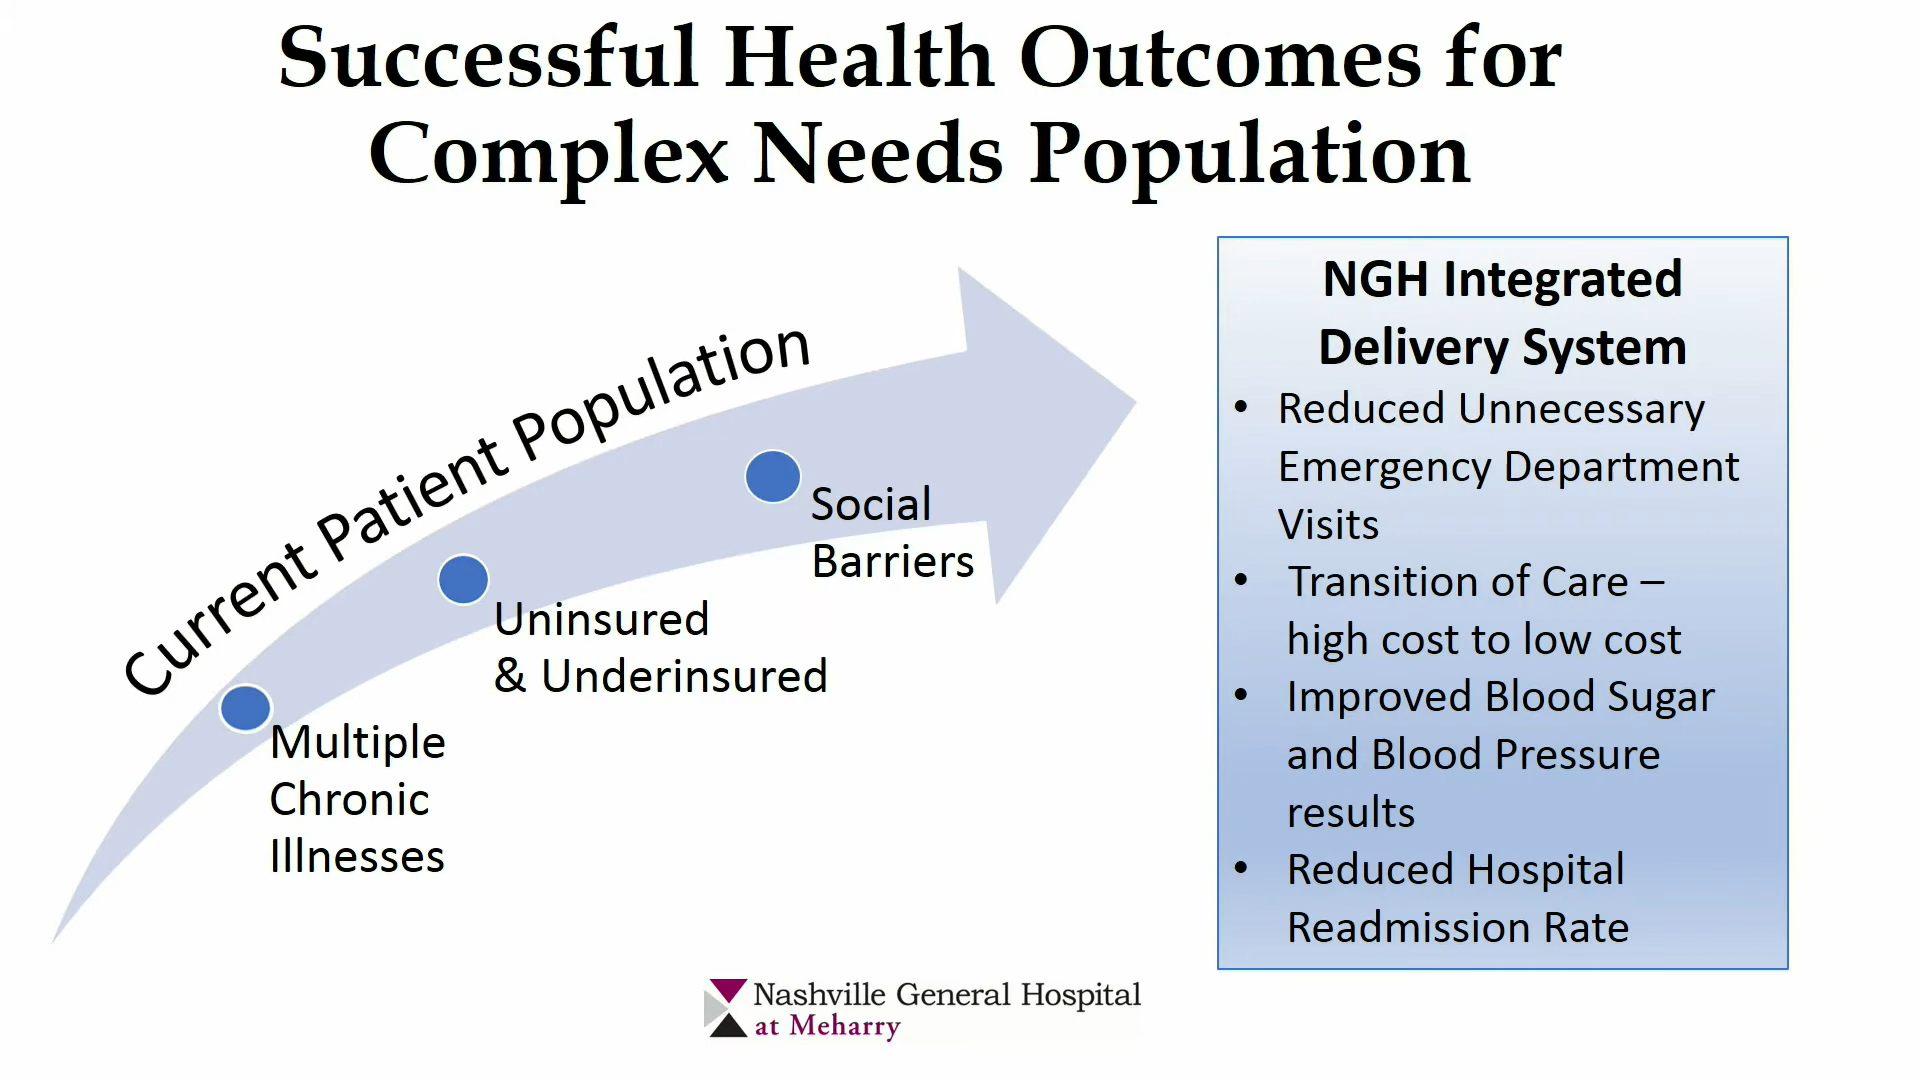 Successful Health Outcomes for
Complex Needs Population
Current Patient Population
Multiple
Chronic
Illnesses
Uninsured
& Underinsured
Social
Barriers
NGH Integrated
Delivery System
• Reduced Unnecessary
Emergency Department
Visits
• Transition of Care –
high cost to low cost
• Improved Blood Sugar
and Blood Pressure
results
• Reduced Hospital
Readmission Rate
Nashville General Hospital
at Meharry